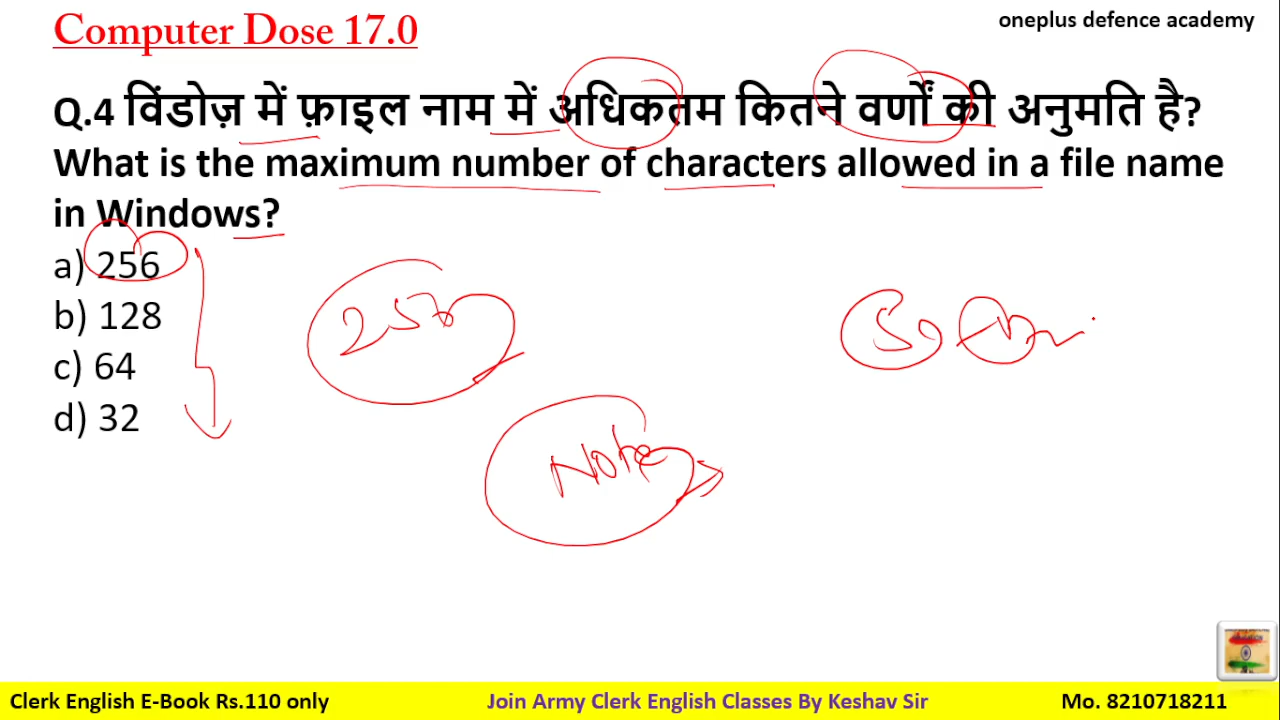 Computer Dose 17.0
oneplus defence academy
Q.4 विंडोज़ में फ़ाइल नाम में अधिकतम कितने वर्णों की अनुमति है?
What is the maximum number of characters allowed in a file name
in Windows?
a) 256
b) 128
c) 64
d) 32
Note
Clerk English E-Book Rs.110 only
Join Army Clerk English Classes By Keshav Sir
Mo. 8210718211